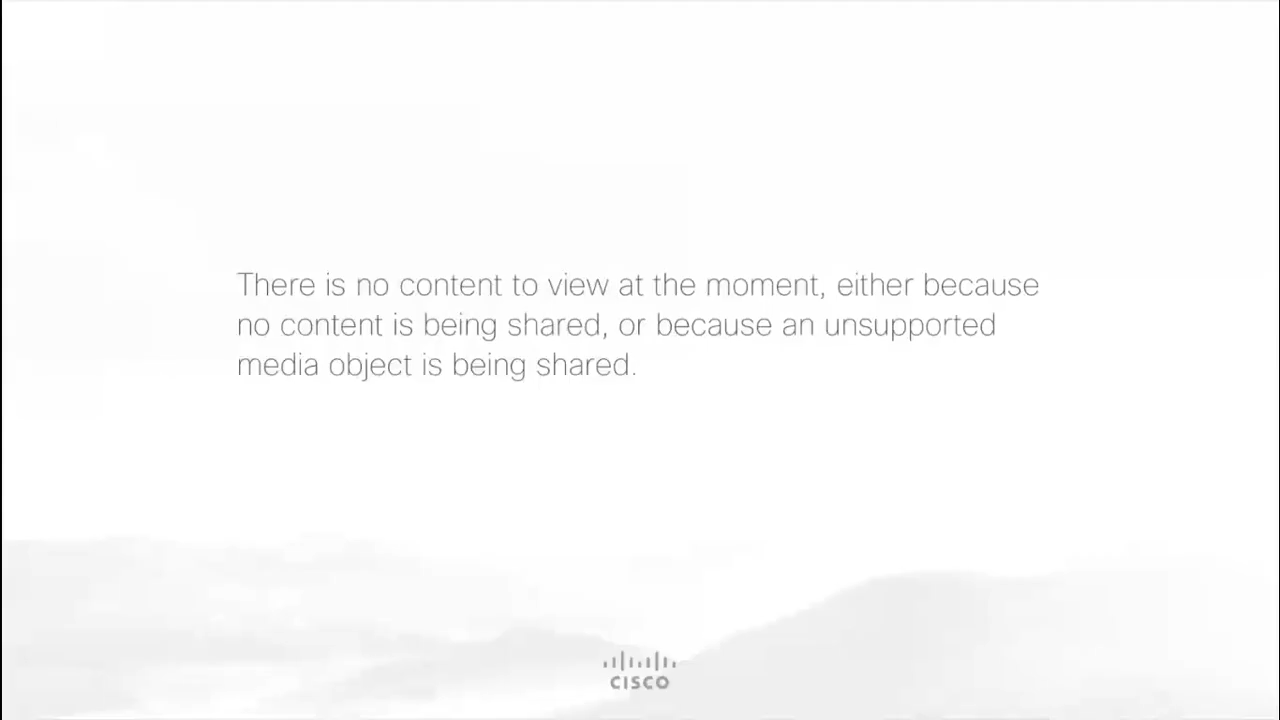 There is no content to view at the moment, either because
no content is being shared, or because an unsupported
media object is being shared.
CISCO